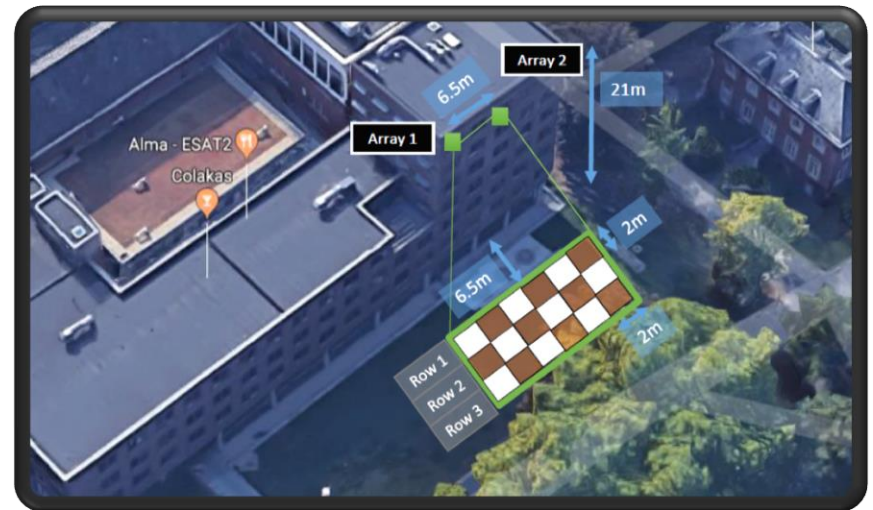 Array 2
6.5m
21m
Array 1
Alma - ESAT2
Colakas
2m
6.5m
2m
Row 1
Row 2
Row 3